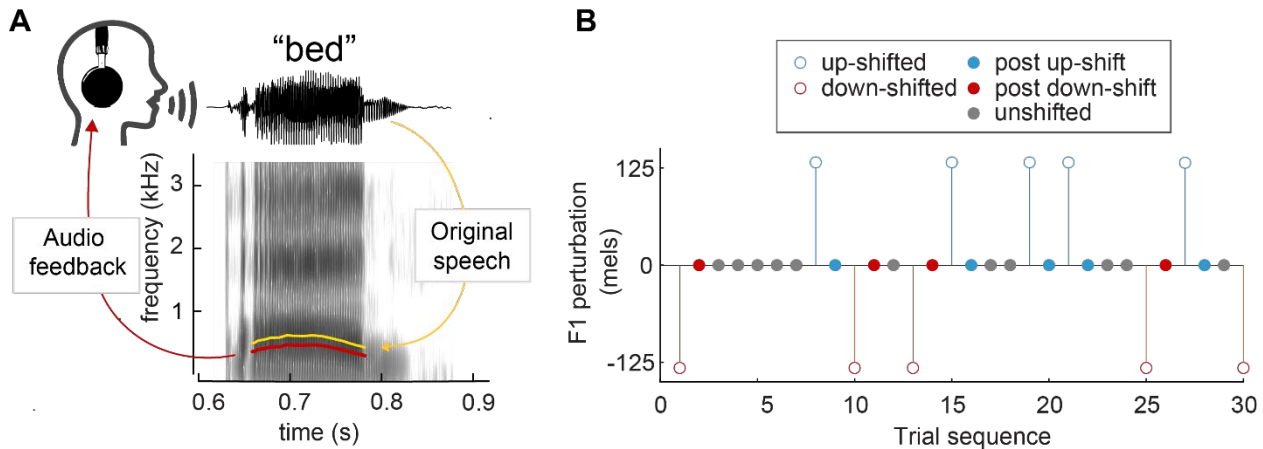 A
"bed"
frequency (kHz)
3
2
1
0.6 0.7 0.8 0.9
time (s)
Audio
feedback
Original
speech
B
up-shifted
down-shifted
post up-shift
post down-shift
unshifted
F1 perturbation
(mels)
125
0
-125
0 5 10 15 20 25 30
Trial sequence